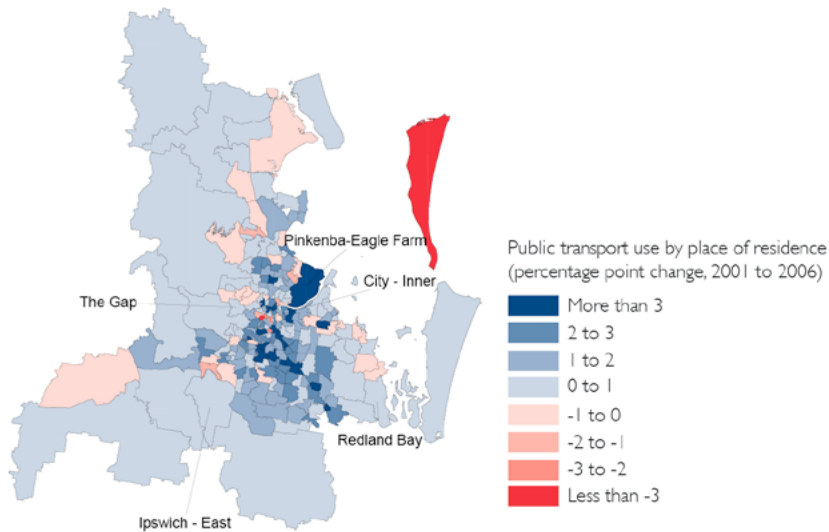 Pinkenba-Eagle Farm
City - Inner
The Gap
Redland Bay
Ipswich - East
Public transport use by place of residence
(percentage point change, 2001 to 2006)
More than 3
2 to 3
1 to 2
0 to 1
-1 to 0
-2 to -1
-3 to -2
Less than -3